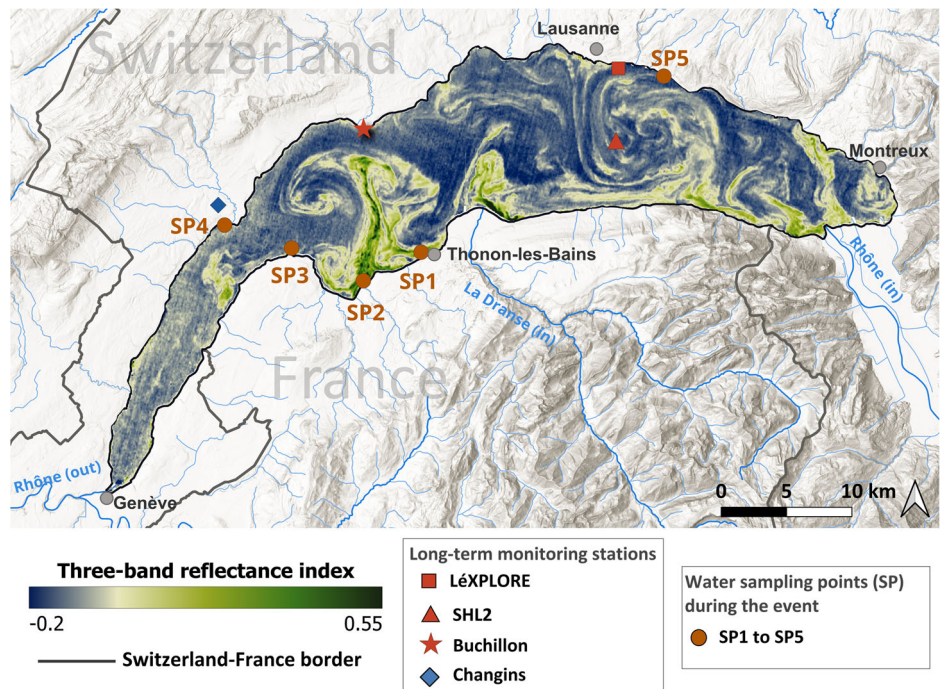 Switzerland
Lausanne
SP5
Montreux
SP4
SP3
SP1
Thonon-les-Bains
SP2
La Dranse (in)
Rhône (in)
France
Rhône (out)
Genève
0 5 10 km
Three-band reflectance index
-0.2 0.55
Switzerland-France border
Long-term monitoring stations
LéXPLORE
SHL2
Buchillon
Changins
Water sampling points (SP)
during the event
SP1 to SP5